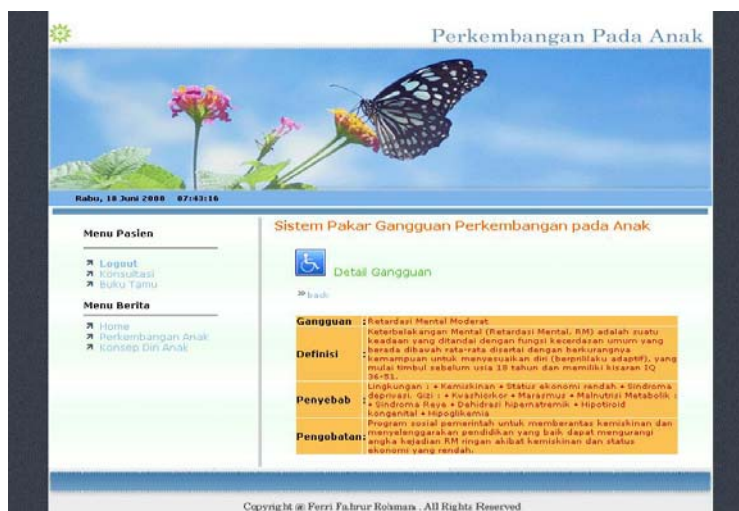 Perkembangan Pada Anak
Rabu, 18 Juni 2008 07:43:16
Menu Pasien
Logout
Konsultasi
Buku Tamu
Menu Berita
Home
Perkembangan Anak
Konsep Diri Anak
Sistem Pakar Gangguan Perkembangan pada Anak
Detail Gangguan
back
Gangguan : Retardasi Mental Moderat
Definisi : Keterbelakangan Mental (Retardasi Mental, RM) adalah suatu
keadaan yang ditandai dengan fungsi kecerdasan umum yang
berada dibawah rata-rata disertai dengan berkurangnya
kemampuan untuk menyesuaikan diri (berprilaku adaptif), yang
mulai timbul sebelum usia 18 tahun dan memiliki kisaran IQ
36-51.
Penyebab : Lingkungan : • Kemiskinan • Status ekonomi rendah • Sindroma
deprivasi. Gizi : • Kwashiorkor • Marasmus • Malnutrisi Metabolik :
• Sindroma Reye • Dehidrasi hipernatremik • Hipotiroid
kongenital • Hipoglikemia
Pengobatan : Program sosial pemerintah untuk memberantas kemiskinan dan
menyelenggarakan pendidikan yang baik dapat mengurangi
angka kejadian RM ringan akibat kemiskinan dan status
ekonomi yang rendah.
Copyright @ Ferri Fahrur Rohman . All Rights Reserved